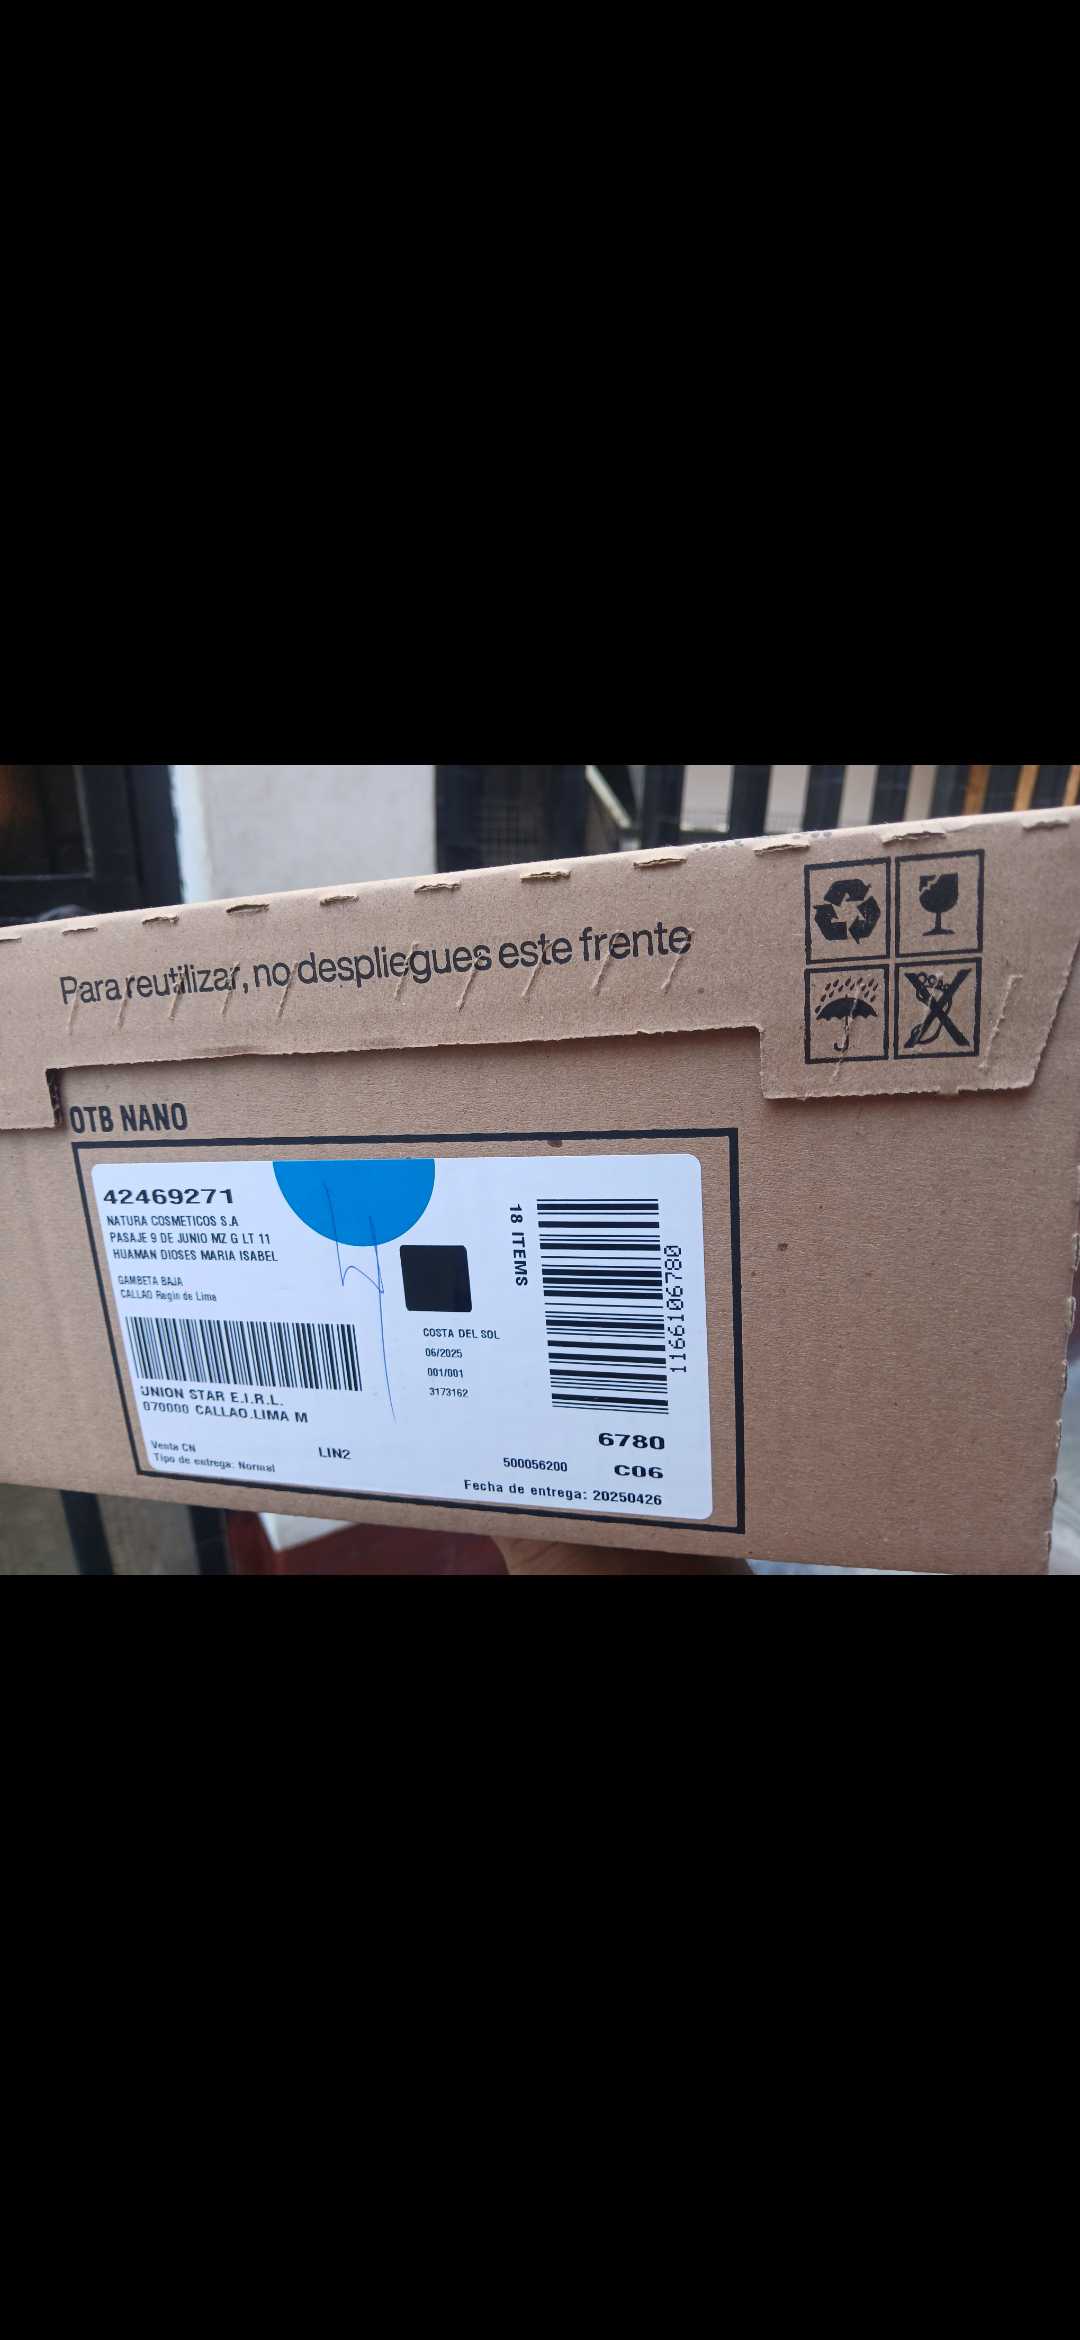 Para reutilizar, no despliegues este frente
OTB NANO
42469271
NATURA COSMETICOS S.A
PASAJE 9 DE JUNIO MZ G LT 11
HUAMAN DIOSES MARIA ISABEL
GAMBETA BAJA
CALLAO Regin de Lima
UNION STAR E.I.R.L.
070000 CALLAO.LIMA M
Venta CN
Tipo de entrega: Normal
LIN2
COSTA DEL SOL
06/2025
001/001
3173162
18 ITEMS
1166106780
6780
500056200
C06
Fecha de entrega: 20250426